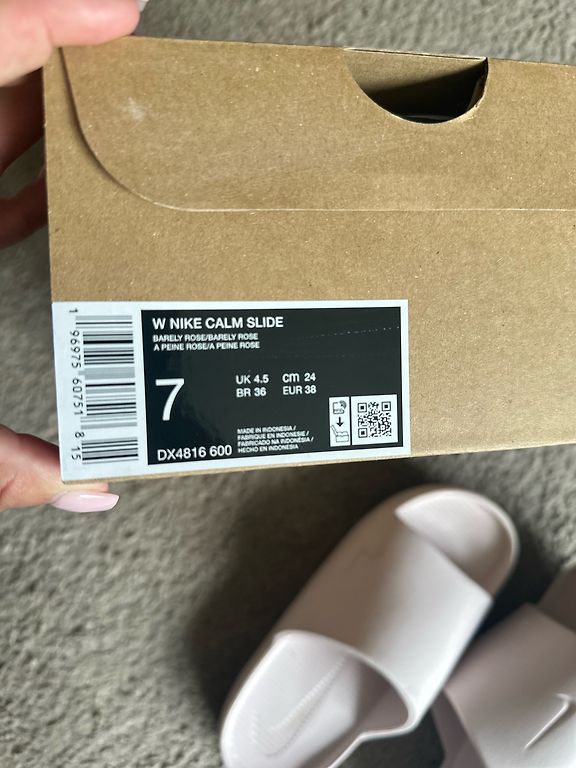 W NIKE CALM SLIDE
BARELY ROSE/BARELY ROSE
A PEINE ROSE/A PEINE ROSE
7
UK 4.5 cm 24
BR 36 EUR 38
DX4816 600
MADE IN INDONESIA /
FABRIQUE EN INDONESIE /
FABRICADO NA INDONÉSIA /
HECHO EN INDONESIA
1 96975 60751 8 15